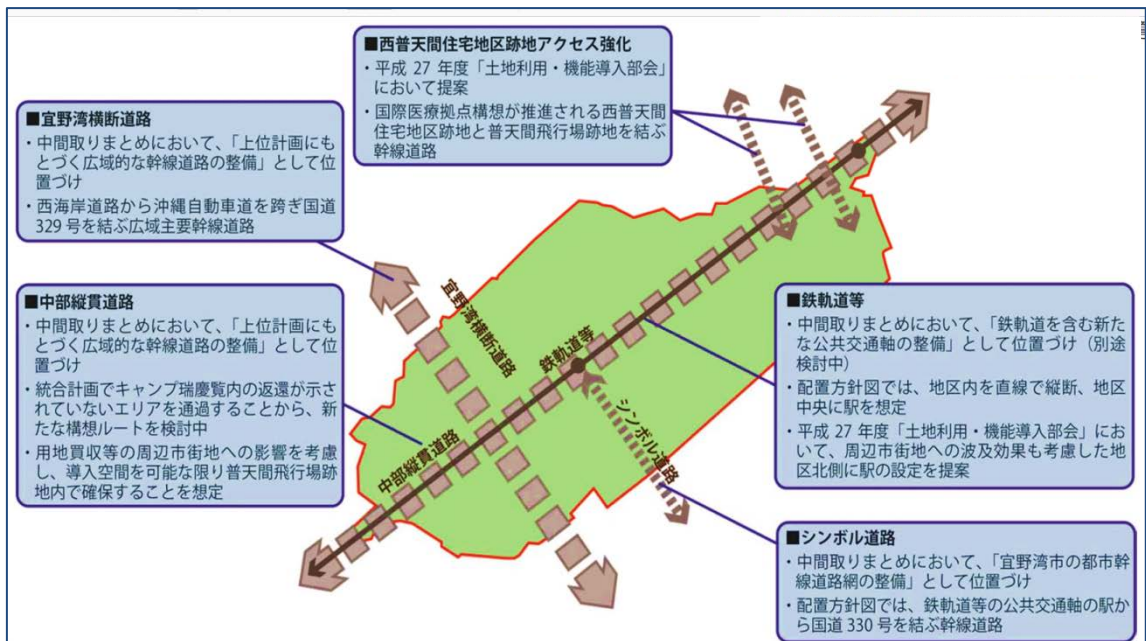 ■西普天間住宅地区跡地アクセス強化
・平成 27 年度「土地利用・機能導入部会」
において提案
・国際医療拠点構想が推進される西普天間
住宅地区跡地と普天間飛行場跡地を結ぶ
幹線道路
■宜野湾横断道路
・中間取りまとめにおいて、「上位計画にも
とづく広域的な幹線道路の整備」として位
置づけ
・西海岸道路から沖縄自動車道を跨ぎ国道
329 号を結ぶ広域主要幹線道路
■中部縦貫道路
・中間取りまとめにおいて、「上位計画にも
とづく広域的な幹線道路の整備」として位
置づけ
・統合計画でキャンプ瑞慶覧内の返還が示さ
れていないエリアを通過することから、新
たな構想ルートを検討中
・用地買収等の周辺市街地への影響を考慮
し、導入空間を可能な限り普天間飛行場跡
地内で確保することを想定
宜野湾横断道路
鉄軌道等
中部縦貫道路
シンボル道路
■鉄軌道等
・中間取りまとめにおいて、「鉄軌道を含む新た
な公共交通軸の整備」として位置づけ（別途
検討中）
・配置方針図では、地区内を直線で縦断、地区
中央に駅を想定
・平成 27 年度「土地利用・機能導入部会」にお
いて、周辺市街地への波及効果も考慮した地
区北側に駅の設定を提案
■シンボル道路
・中間取りまとめにおいて、「宜野湾市の都市幹
線道路網の整備」として位置づけ
・配置方針図では、鉄軌道等の公共交通軸の駅か
ら国道 330 号を結ぶ幹線道路